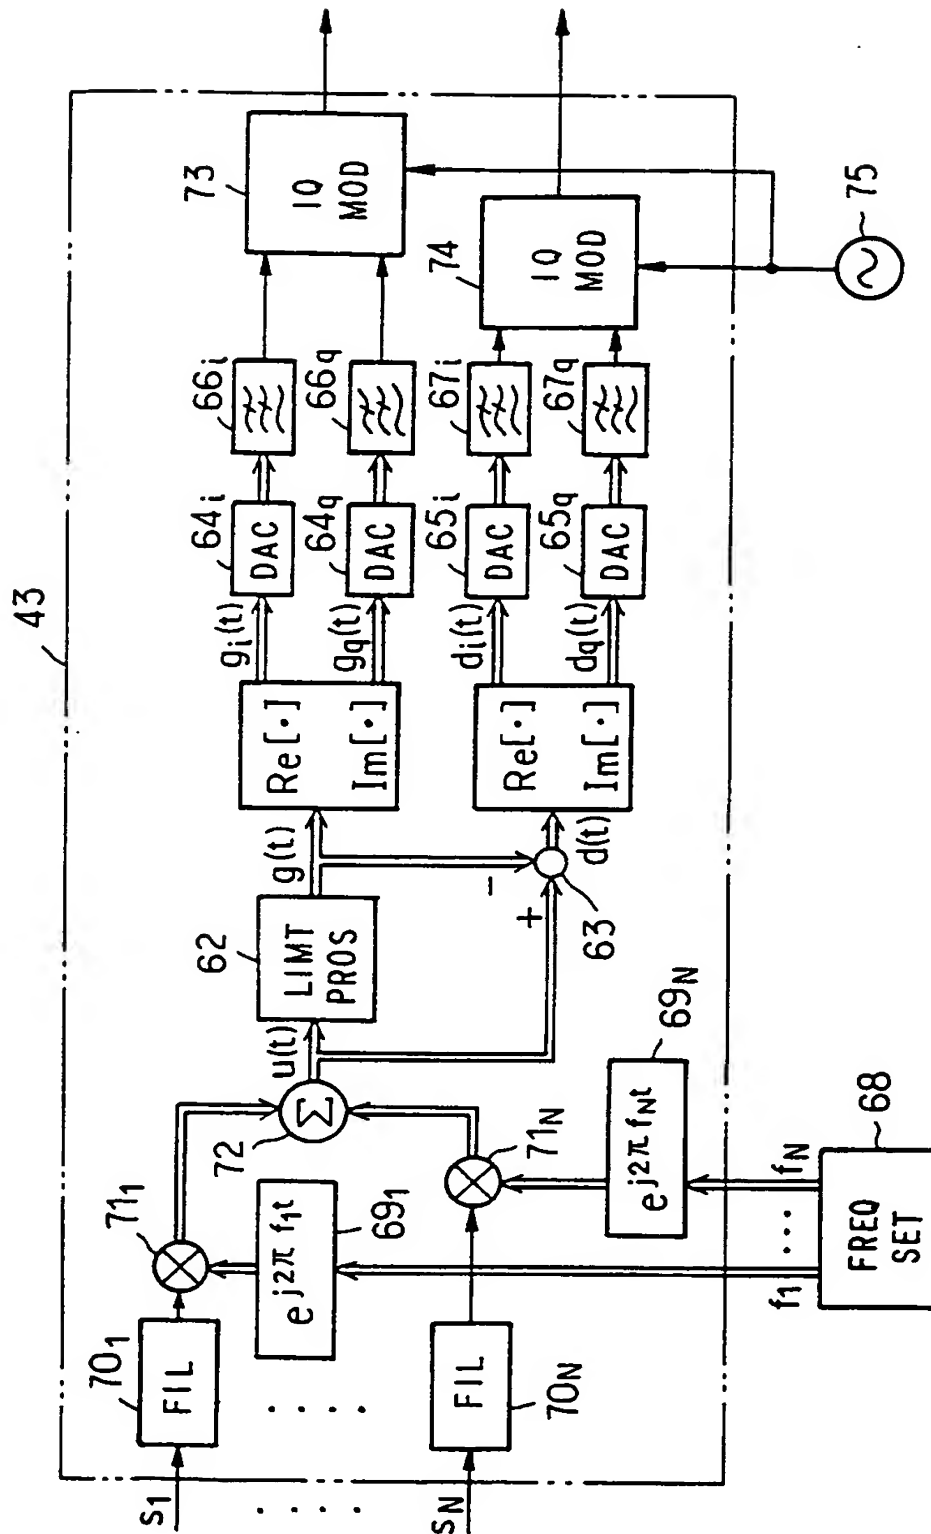 43
73
IQ
MOD
74
IQ
MOD
75
66i
66q
67i
67q
64i
DAC
64q
DAC
65i
DAC
65q
DAC
gi(t)
gq(t)
di(t)
dq(t)
Re[·]
Im[·]
Re[·]
Im[·]
g(t)
d(t)
62
LIMT
PROS
−
+
63
u(t)
72
Σ
71₁
71N
69₁
e^j2π f₁t
69N
e^j2π fNt
68
FREQ
SET
f₁
····
fN
70₁
FIL
····
70N
FIL
S₁
····
SN